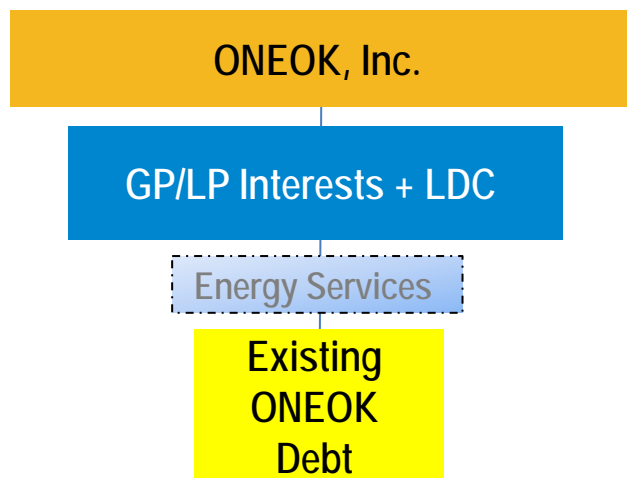 ONEOK, Inc.
GP/LP Interests + LDC
Energy Services
Existing
ONEOK
Debt